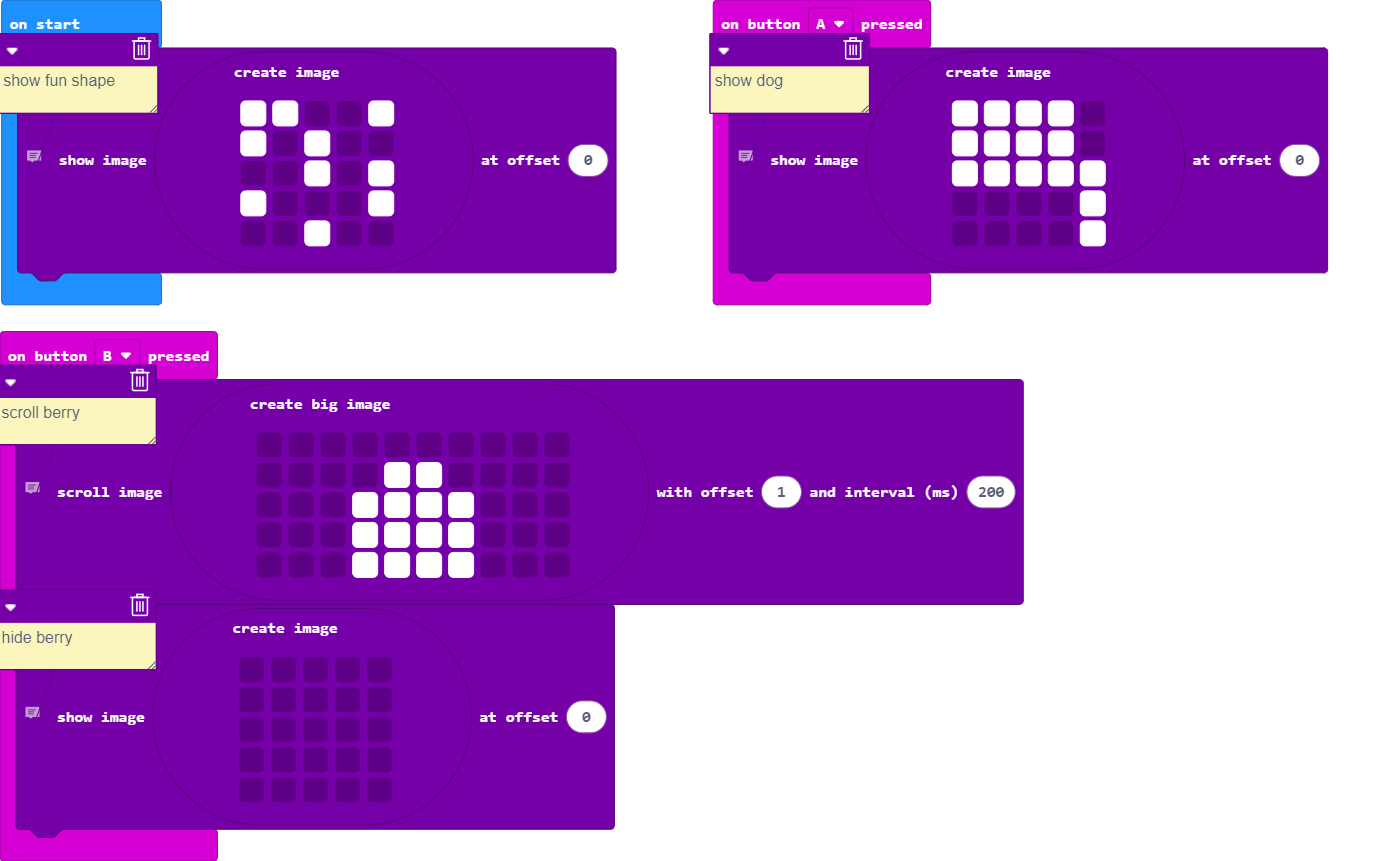 on start
show fun shape
create image
show image at offset 0
on button A pressed
show dog
create image
show image at offset 0
on button B pressed
scroll berry
create big image
scroll image with offset 1 and interval (ms) 200
hide berry
create image
show image at offset 0